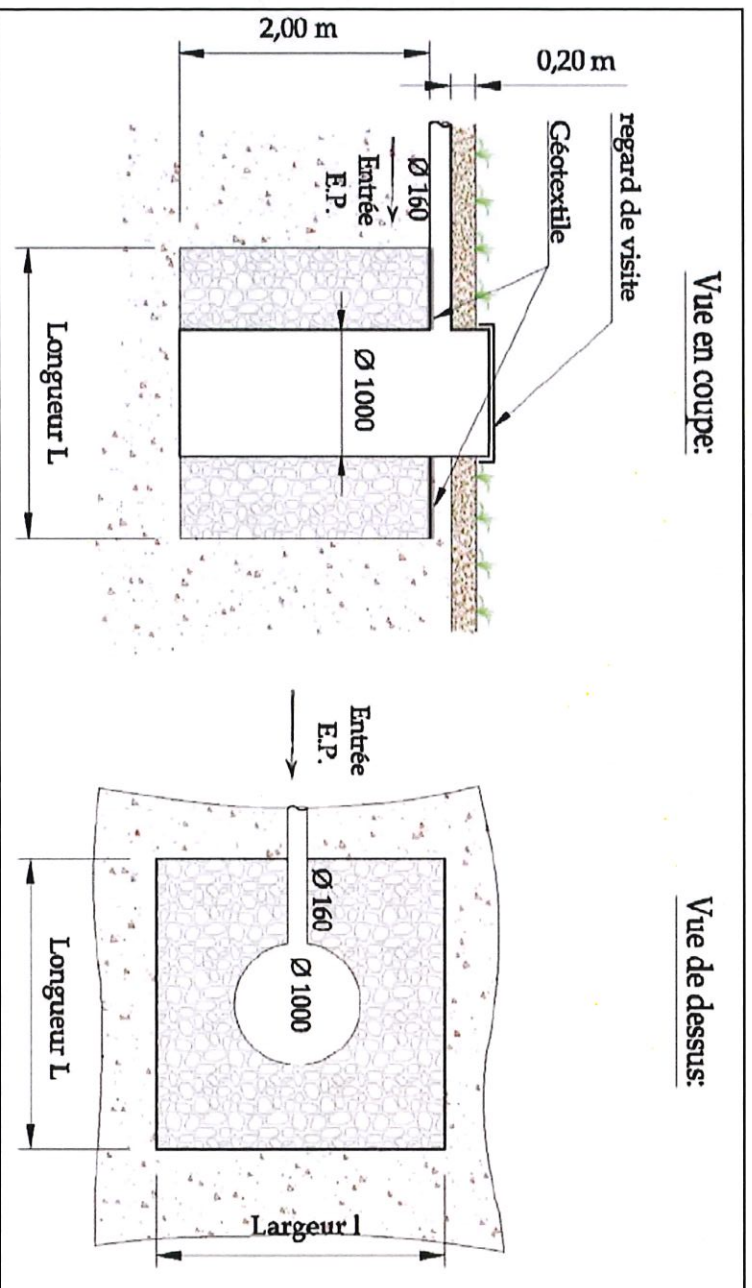 Vue en coupe:
regard de visite
Géotextile
0,20 m
2,00 m
Ø 160
Entrée
E.P.
Ø 1000
Longueur L
Vue de dessus:
Entrée
E.P.
Ø 160
Ø 1000
Longueur L
Largeur l